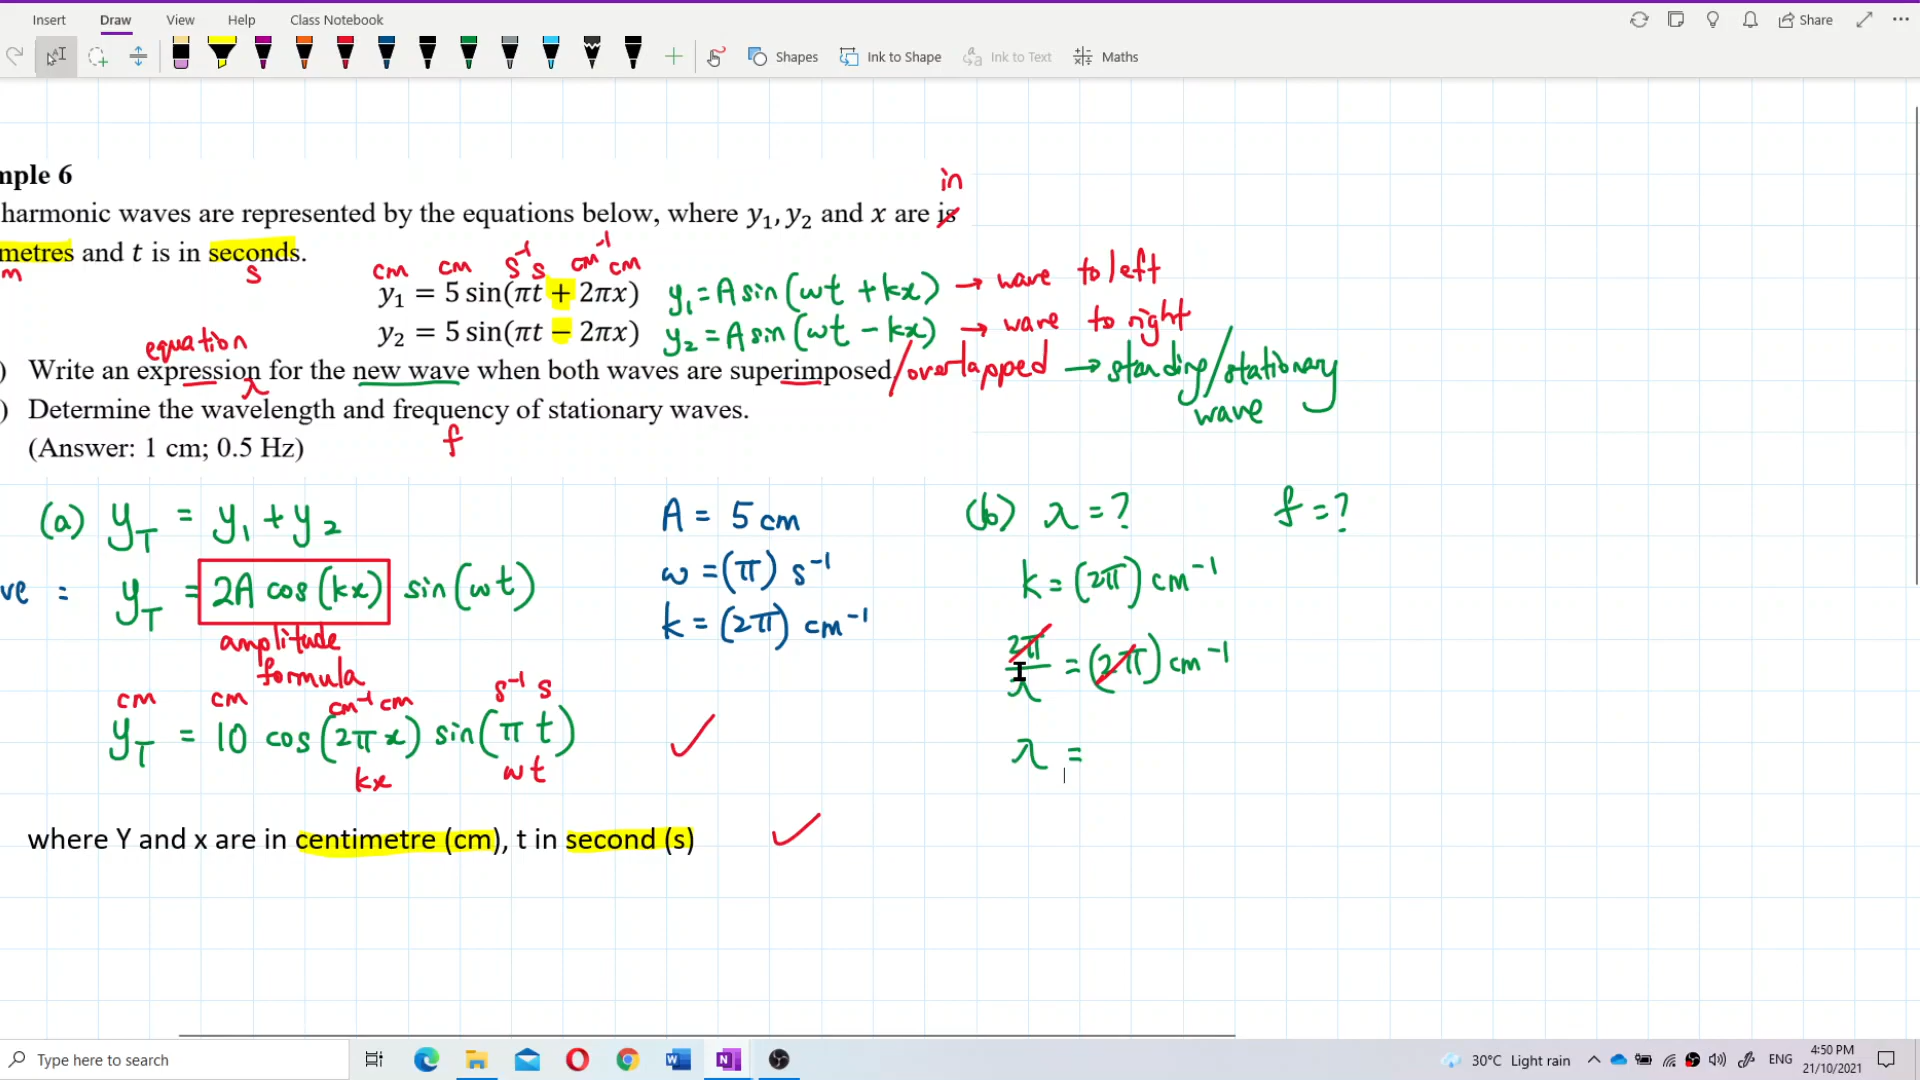 Insert Draw View Help Class Notebook Share
Shapes Ink to Shape Ink to Text Maths
mple 6
in
harmonic waves are represented by the equations below, where y₁, y₂ and x are is
metres and t is in seconds.
m s
cm cm s⁻¹ s cm⁻¹ cm
y₁ = 5 sin(πt + 2πx) y₁ = A sin(ωt + kx) → wave to left
y₂ = 5 sin(πt − 2πx) y₂ = A sin(ωt − kx) → wave to right
equation
) Write an expression for the new wave when both waves are superimposed/overlapped → standing/stationary wave
λ
) Determine the wavelength and frequency of stationary waves.
f
(Answer: 1 cm; 0.5 Hz)
(a) y_T = y₁ + y₂
ve : y_T = 2A cos(kx) sin(ωt)
amplitude
formula
cm cm cm⁻¹ cm s⁻¹ s
y_T = 10 cos(2πx) sin(πt) ✓
kx ωt
where Y and x are in centimetre (cm), t in second (s) ✓
A = 5 cm
ω = (π) s⁻¹
k = (2π) cm⁻¹
(b) λ = ? f = ?
k = (2π) cm⁻¹
2π/λ = (2π) cm⁻¹
λ =
Type here to search
30°C Light rain ENG 4:50 PM
21/10/2021